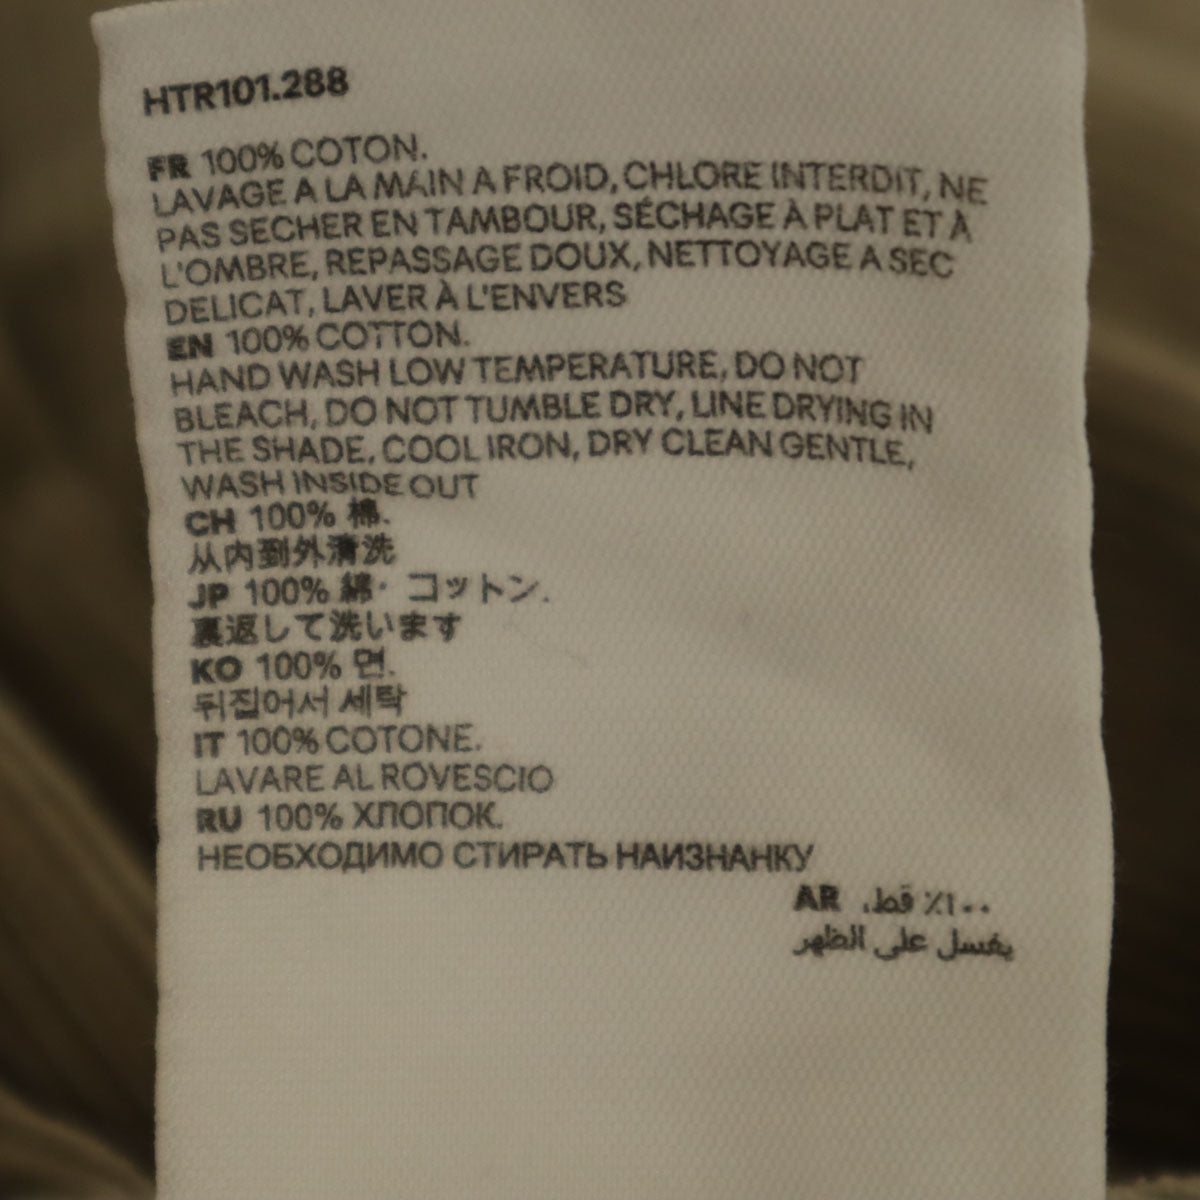 HTR101.288
FR 100% COTON.
LAVAGE A LA MAIN A FROID, CHLORE INTERDIT, NE
PAS SECHER EN TAMBOUR, SÉCHAGE À PLAT ET À
L'OMBRE, REPASSAGE DOUX, NETTOYAGE A SEC
DELICAT, LAVER À L'ENVERS
EN 100% COTTON.
HAND WASH LOW TEMPERATURE, DO NOT
BLEACH, DO NOT TUMBLE DRY, LINE DRYING IN
THE SHADE, COOL IRON, DRY CLEAN GENTLE,
WASH INSIDE OUT
CH 100% 棉.
从内到外清洗
JP 100% 綿・コットン.
裏返して洗います
KO 100% 면.
뒤집어서 세탁
IT 100% COTONE.
LAVARE AL ROVESCIO
RU 100% ХЛОПОК.
НЕОБХОДИМО СТИРАТЬ НАИЗНАНКУ
AR ١٠٠٪ قط.
يغسل على الظهر